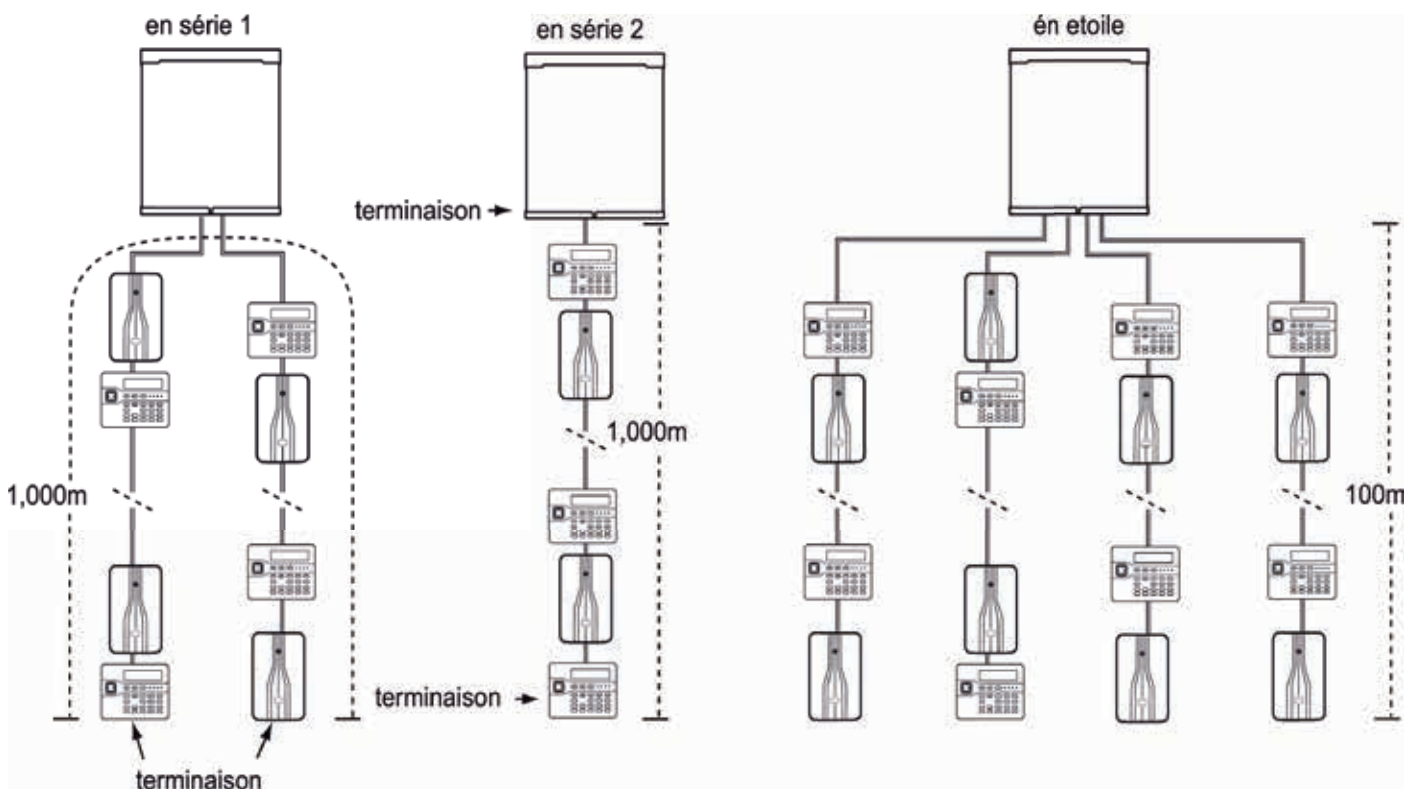 en série 1
en série 2
én etoile
terminaison
1,000m
1,000m
100m
terminaison
terminaison